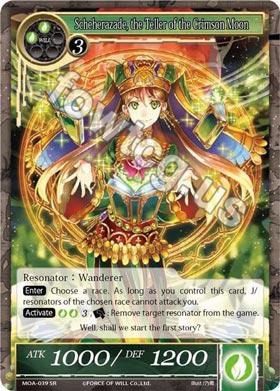 Scheherazade, the Teller of the Crimson Moon
WILL
3
fowtcg.us
Resonator : Wanderer
Enter Choose a race. As long as you control this card, J/
resonators of the chosen race cannot attack you.
Activate 3, : Remove target resonator from the game.
Well, shall we start the first story?
ATK 1000/ DEF 1200
MOA-039 SR
©FORCE OF WILL Co.,Ltd.